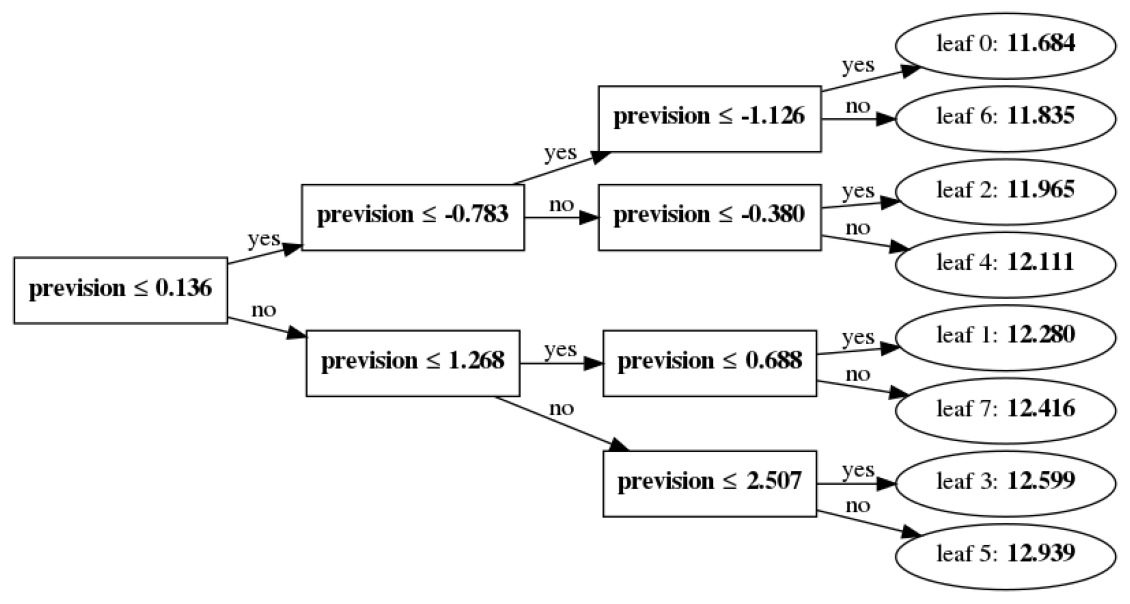 leaf 0: 11.684
yes
prevision ≤ -1.126
no
leaf 6: 11.835
yes
prevision ≤ -0.783
no
prevision ≤ -0.380
yes
leaf 2: 11.965
no
leaf 4: 12.111
yes
prevision ≤ 0.136
no
prevision ≤ 1.268
yes
prevision ≤ 0.688
yes
leaf 1: 12.280
no
leaf 7: 12.416
no
prevision ≤ 2.507
yes
leaf 3: 12.599
no
leaf 5: 12.939